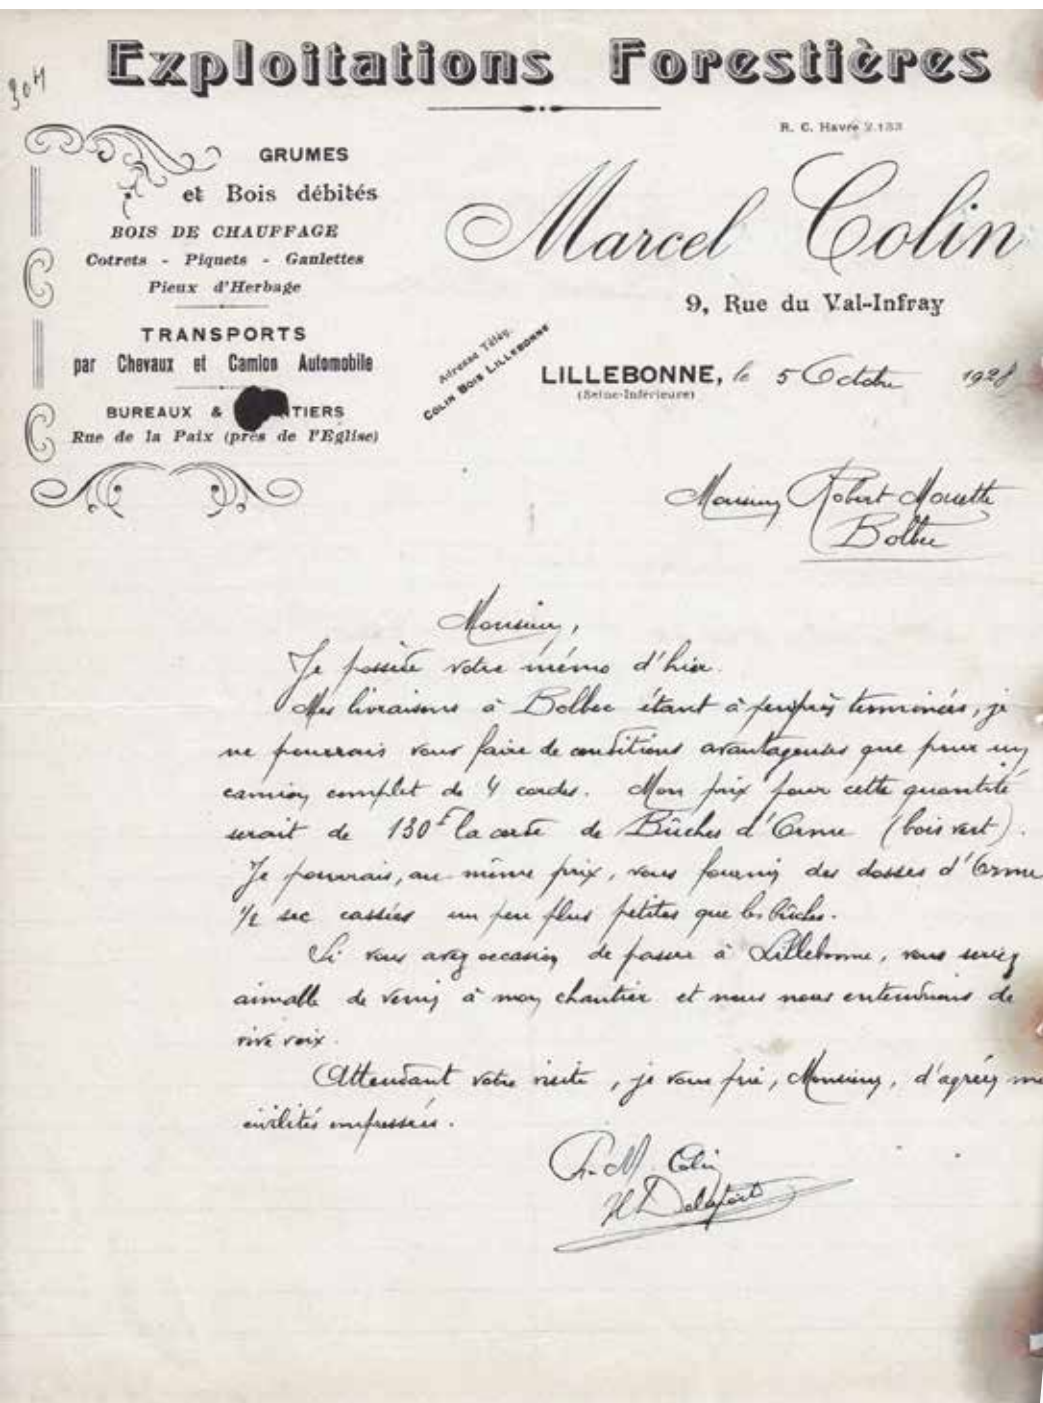 304
Exploitations Forestières
R. C. Havre 2.133
GRUMES
et Bois débités
BOIS DE CHAUFFAGE
Cotrets - Piquets - Gaulettes
Pieux d'Herbage
TRANSPORTS
par Chevaux et Camion Automobile
BUREAUX & TIERS
Rue de la Paix (près de l'Eglise)
Marcel Colin
9, Rue du Val-Infray
Adresse Télég.
COLIN BOIS LILLEBONNE
LILLEBONNE, le 5 Octobre 1928
(Seine-Inférieure)
Monsieur Robert Mouette
Bolbec
Monsieur,
Je possède votre mémo d'hier.
Mes livraisons à Bolbec étant à peu près terminées, je
ne pourrais vous faire de conditions avantageuses que pour un
camion complet de 4 cordes. Mon prix pour cette quantité
serait de 130F la corde de Bûches d'Orme (bois vert).
Je pourrais, au même prix, vous fournir des dosses d'Orme
1/2 sec cassées un peu plus petites que les bûches.
Si vous avez occasion de passer à Lillebonne, vous seriez
aimable de venir à mon chantier et nous nous entendrions de
vive voix.
Attendant votre visite, je vous prie, Monsieur, d'agréer me
civilités empressées.
Pr. M. Colin
H